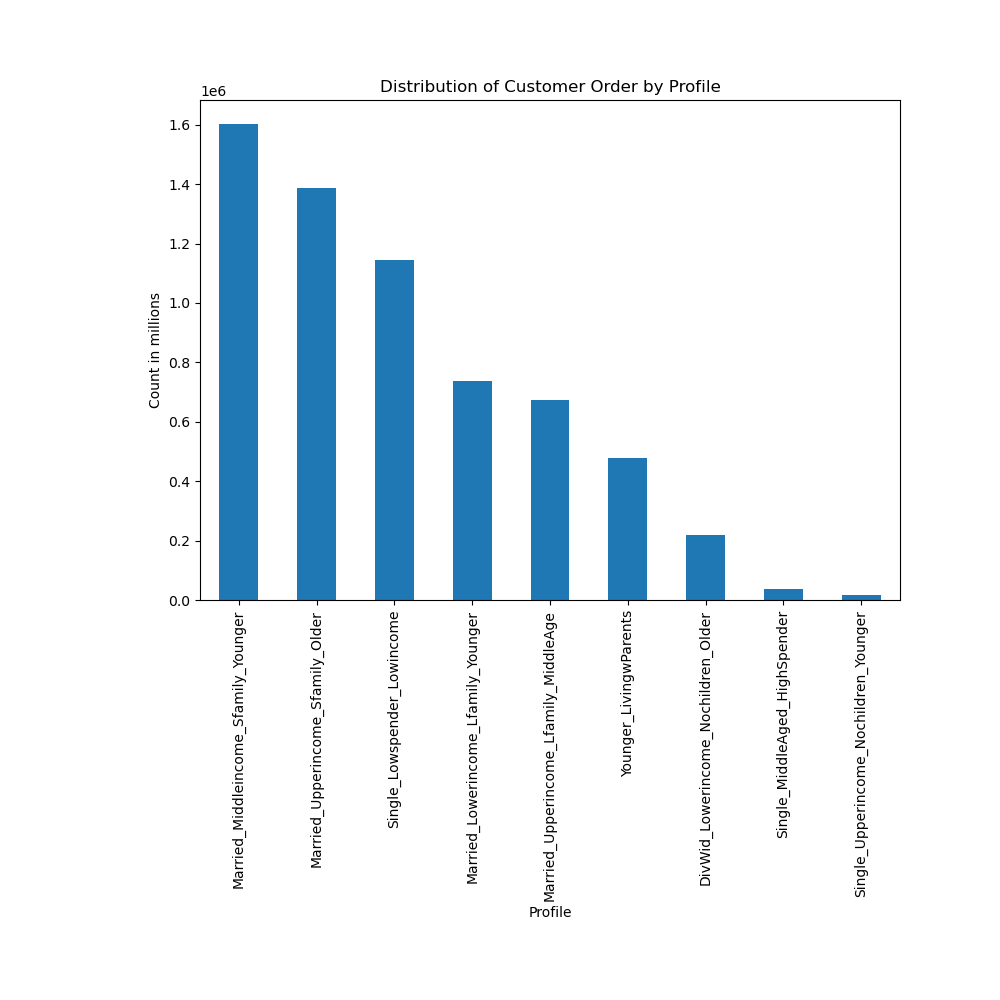 Distribution of Customer Order by Profile
1e6
1.6
1.4
1.2
1.0
0.8
0.6
0.4
0.2
0.0
Count in millions
Married_Middleincome_Sfamily_Younger
Married_Upperincome_Sfamily_Older
Single_Lowspender_Lowincome
Married_Lowerincome_Lfamily_Younger
Married_Upperincome_Lfamily_MiddleAge
Younger_LivingwParents
DivWid_Lowerincome_Nochildren_Older
Single_MiddleAged_HighSpender
Single_Upperincome_Nochildren_Younger
Profile